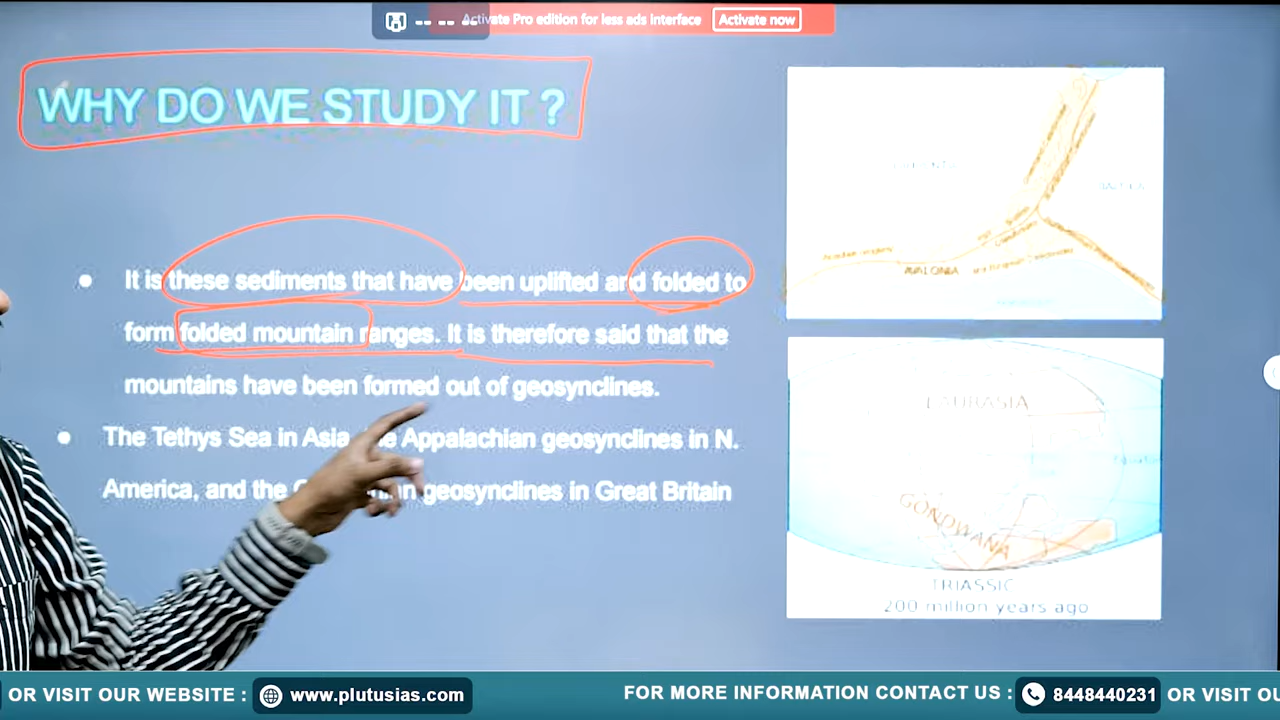 Activate Pro edition for less ads interface
Activate now
WHY DO WE STUDY IT ?
It is these sediments that have been uplifted and folded to
form folded mountain ranges. It is therefore said that the
mountains have been formed out of geosynclines.
The Tethys Sea in Asia, Appalachian geosynclines in N.
America, and the geosynclines in Great Britain
AVALONIA
LAURASIA
GONDWANA
TRIASSIC
200 million years ago
OR VISIT OUR WEBSITE :
www.plutusias.com
FOR MORE INFORMATION CONTACT US :
8448440231
OR VISIT OU